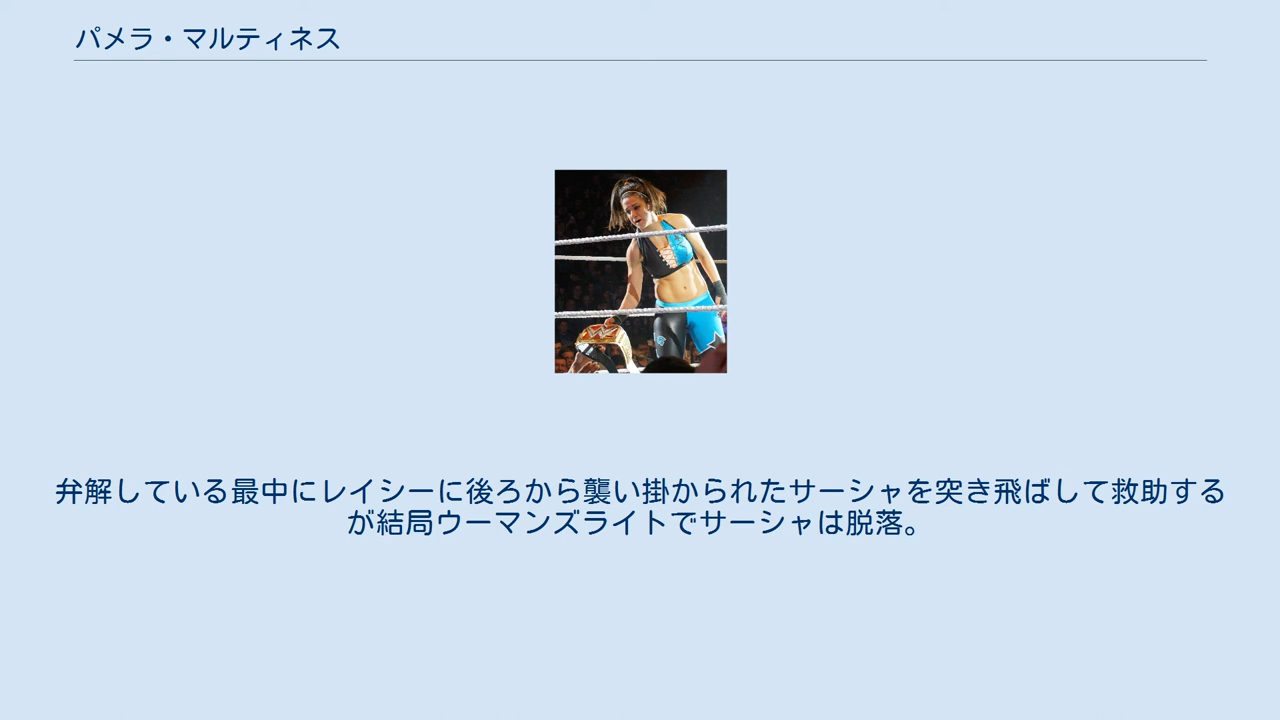 パメラ・マルティネス
弁解している最中にレイシーに後ろから襲い掛かられたサーシャを突き飛ばして救助する
が結局ウーマンズライトでサーシャは脱落。